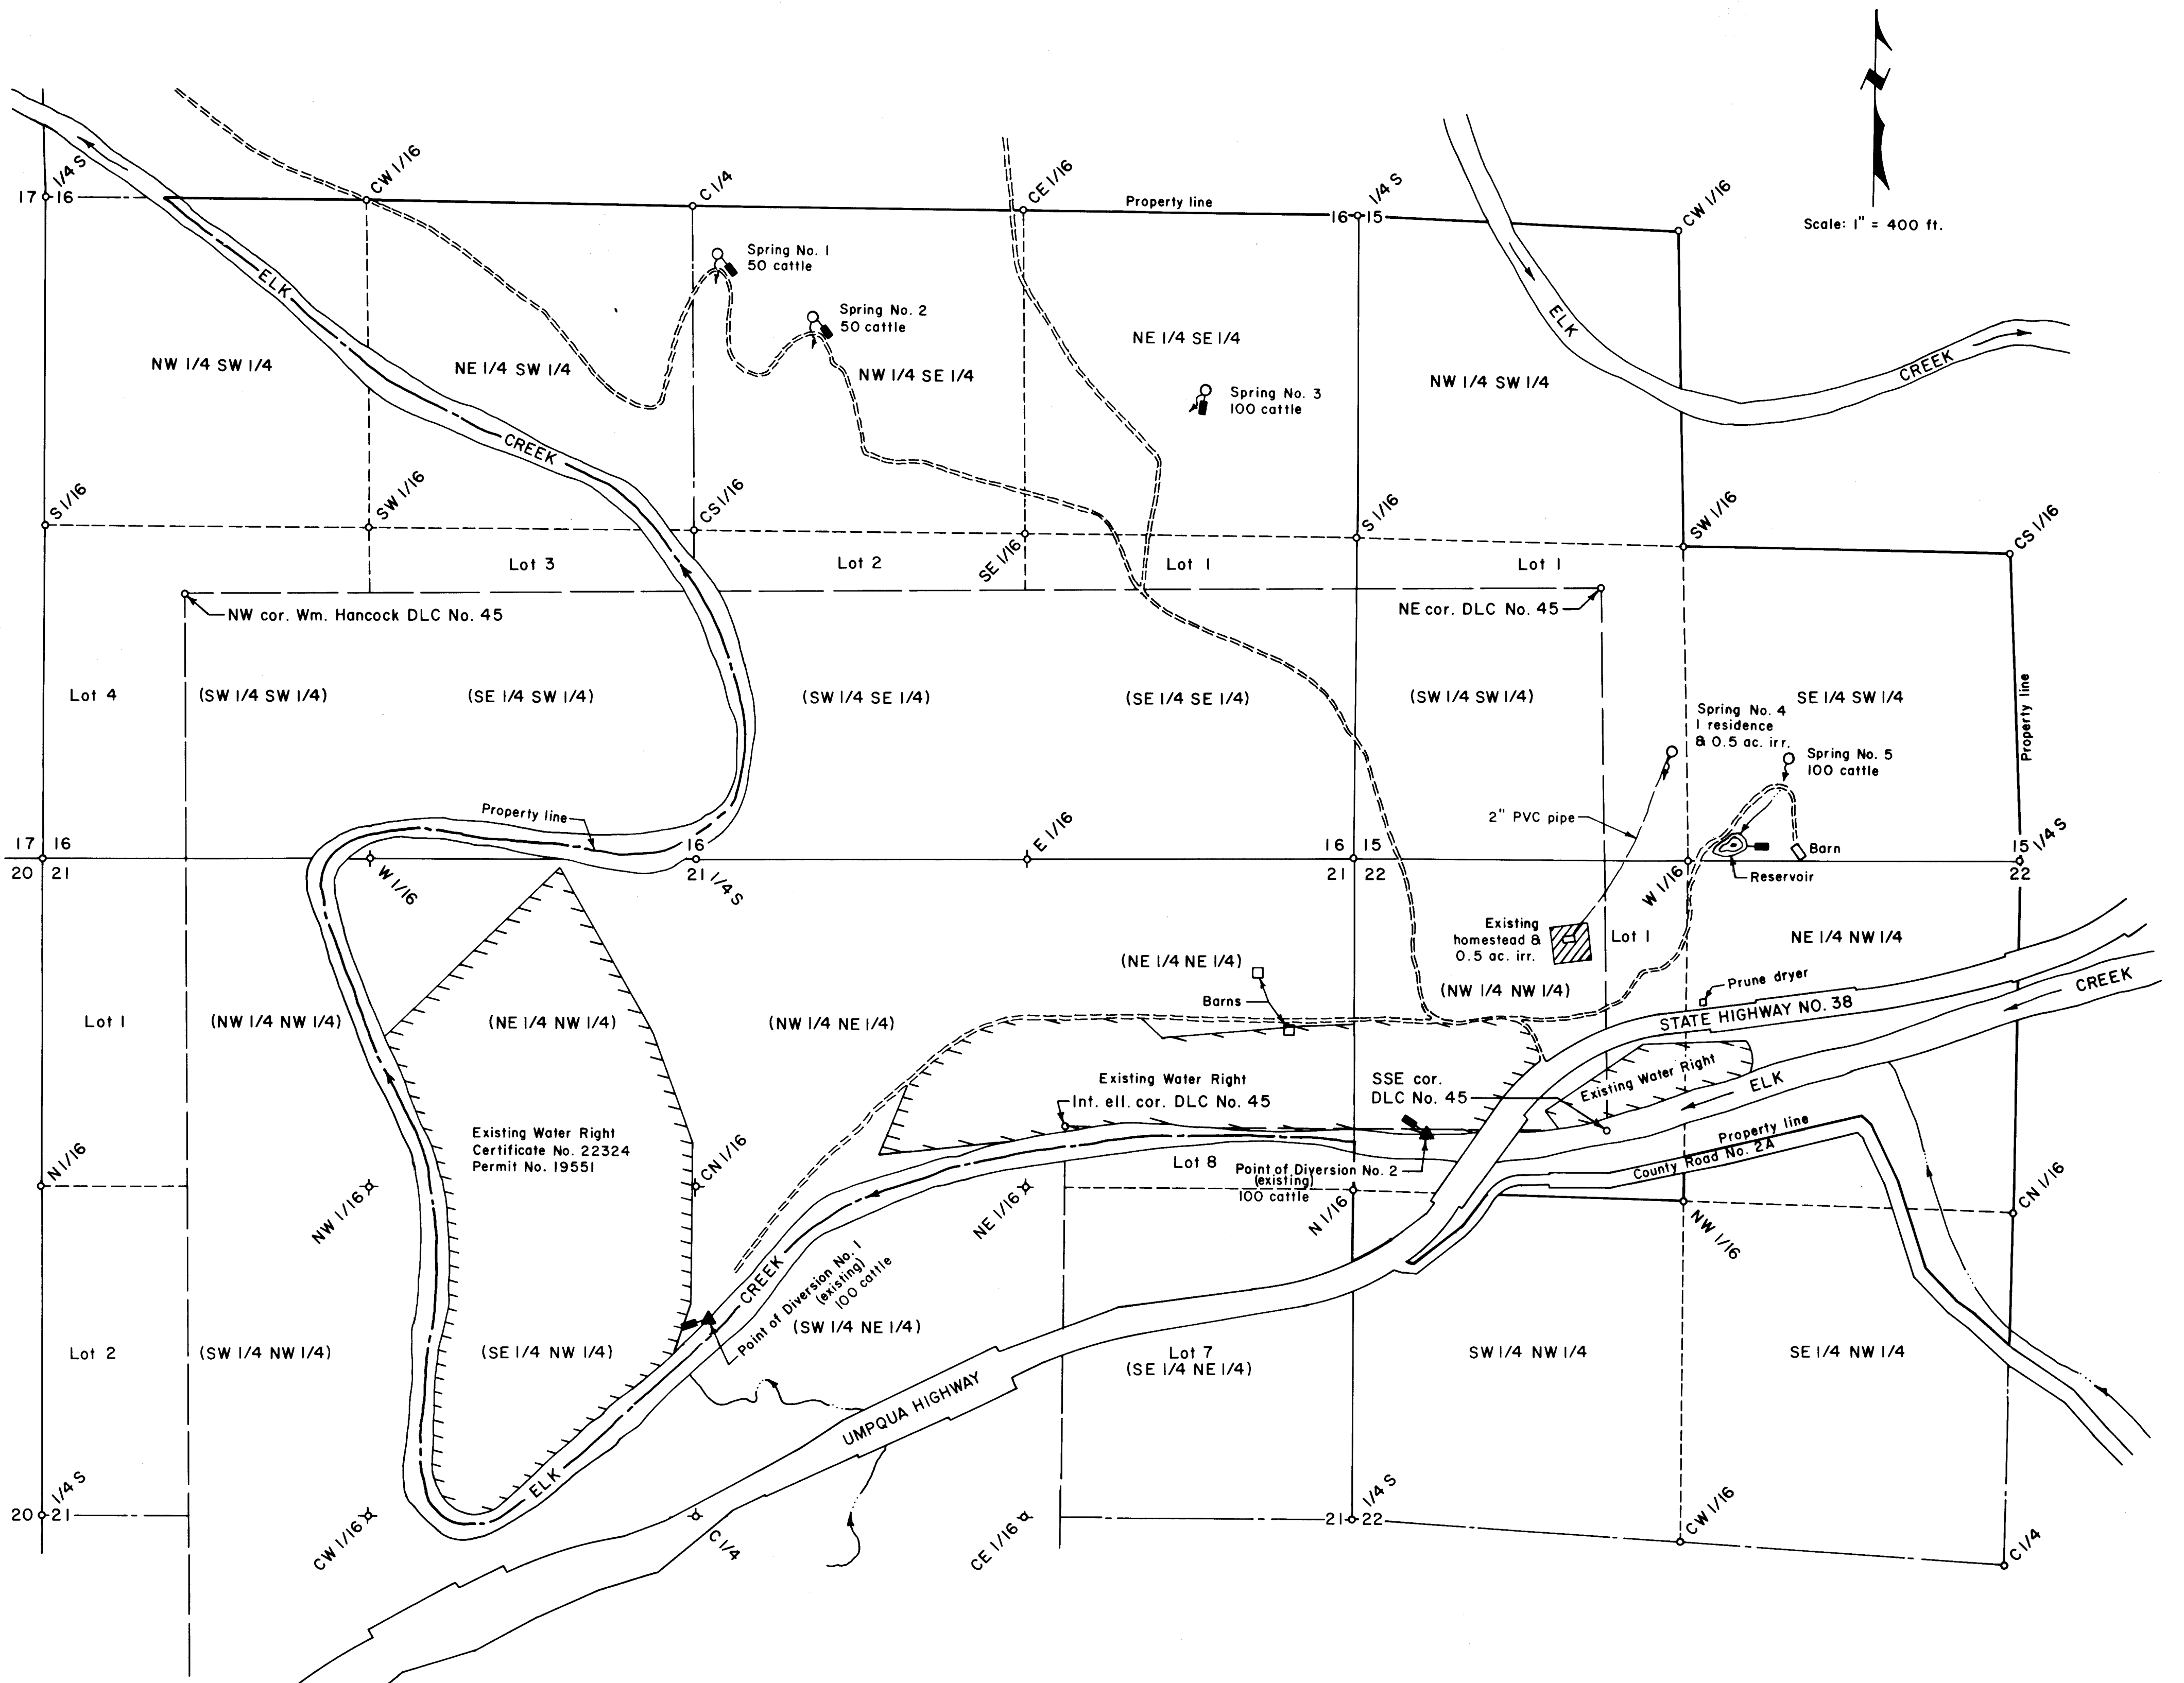 Scale: 1" = 400 ft.
17 16
1/4 S
CW 1/16
C 1/4
CE 1/16
Property line
1/4 S
16 15
CW 1/16
ELK
Spring No. 1
50 cattle
Spring No. 2
50 cattle
NE 1/4 SE 1/4
ELK
CREEK
NW 1/4 SW 1/4
NE 1/4 SW 1/4
NW 1/4 SE 1/4
Spring No. 3
100 cattle
NW 1/4 SW 1/4
CREEK
S 1/16
SW 1/16
CS 1/16
SE 1/16
S 1/16
SW 1/16
CS 1/16
Lot 3
Lot 2
Lot 1
Lot 1
NW cor. Wm. Hancock DLC No. 45
NE cor. DLC No. 45
Lot 4
(SW 1/4 SW 1/4)
(SE 1/4 SW 1/4)
(SW 1/4 SE 1/4)
(SE 1/4 SE 1/4)
(SW 1/4 SW 1/4)
SE 1/4 SW 1/4
Property line
Spring No. 4
1 residence
& 0.5 ac. irr.
Spring No. 5
100 cattle
2" PVC pipe
Property line
Barn
Reservoir
17 16
20 21
W 1/16
16
21
1/4 S
E 1/16
16 15
21 22
W 1/16
15
22
1/4 S
Existing
homestead &
0.5 ac. irr.
Lot 1
NE 1/4 NW 1/4
(NE 1/4 NE 1/4)
Barns
(NW 1/4 NW 1/4)
Prune dryer
STATE HIGHWAY NO. 38
CREEK
Lot 1
(NW 1/4 NW 1/4)
(NE 1/4 NW 1/4)
(NW 1/4 NE 1/4)
Existing Water Right
Int. ell. cor. DLC No. 45
SSE cor.
DLC No. 45
Existing Water Right
ELK
Existing Water Right
Certificate No. 22324
Permit No. 19551
Property line
County Road No. 2A
Lot 8
Point of Diversion No. 2
(existing)
100 cattle
N 1/16
NW 1/16
CN 1/16
NE 1/16
N 1/16
NW 1/16
CN 1/16
CREEK
Point of Diversion No. 1
(existing)
100 cattle
Lot 2
(SW 1/4 NW 1/4)
(SE 1/4 NW 1/4)
(SW 1/4 NE 1/4)
Lot 7
(SE 1/4 NE 1/4)
SW 1/4 NW 1/4
SE 1/4 NW 1/4
UMPQUA HIGHWAY
ELK
20 21
1/4 S
CW 1/16
C 1/4
CE 1/16
21 22
1/4 S
CW 1/16
C 1/4